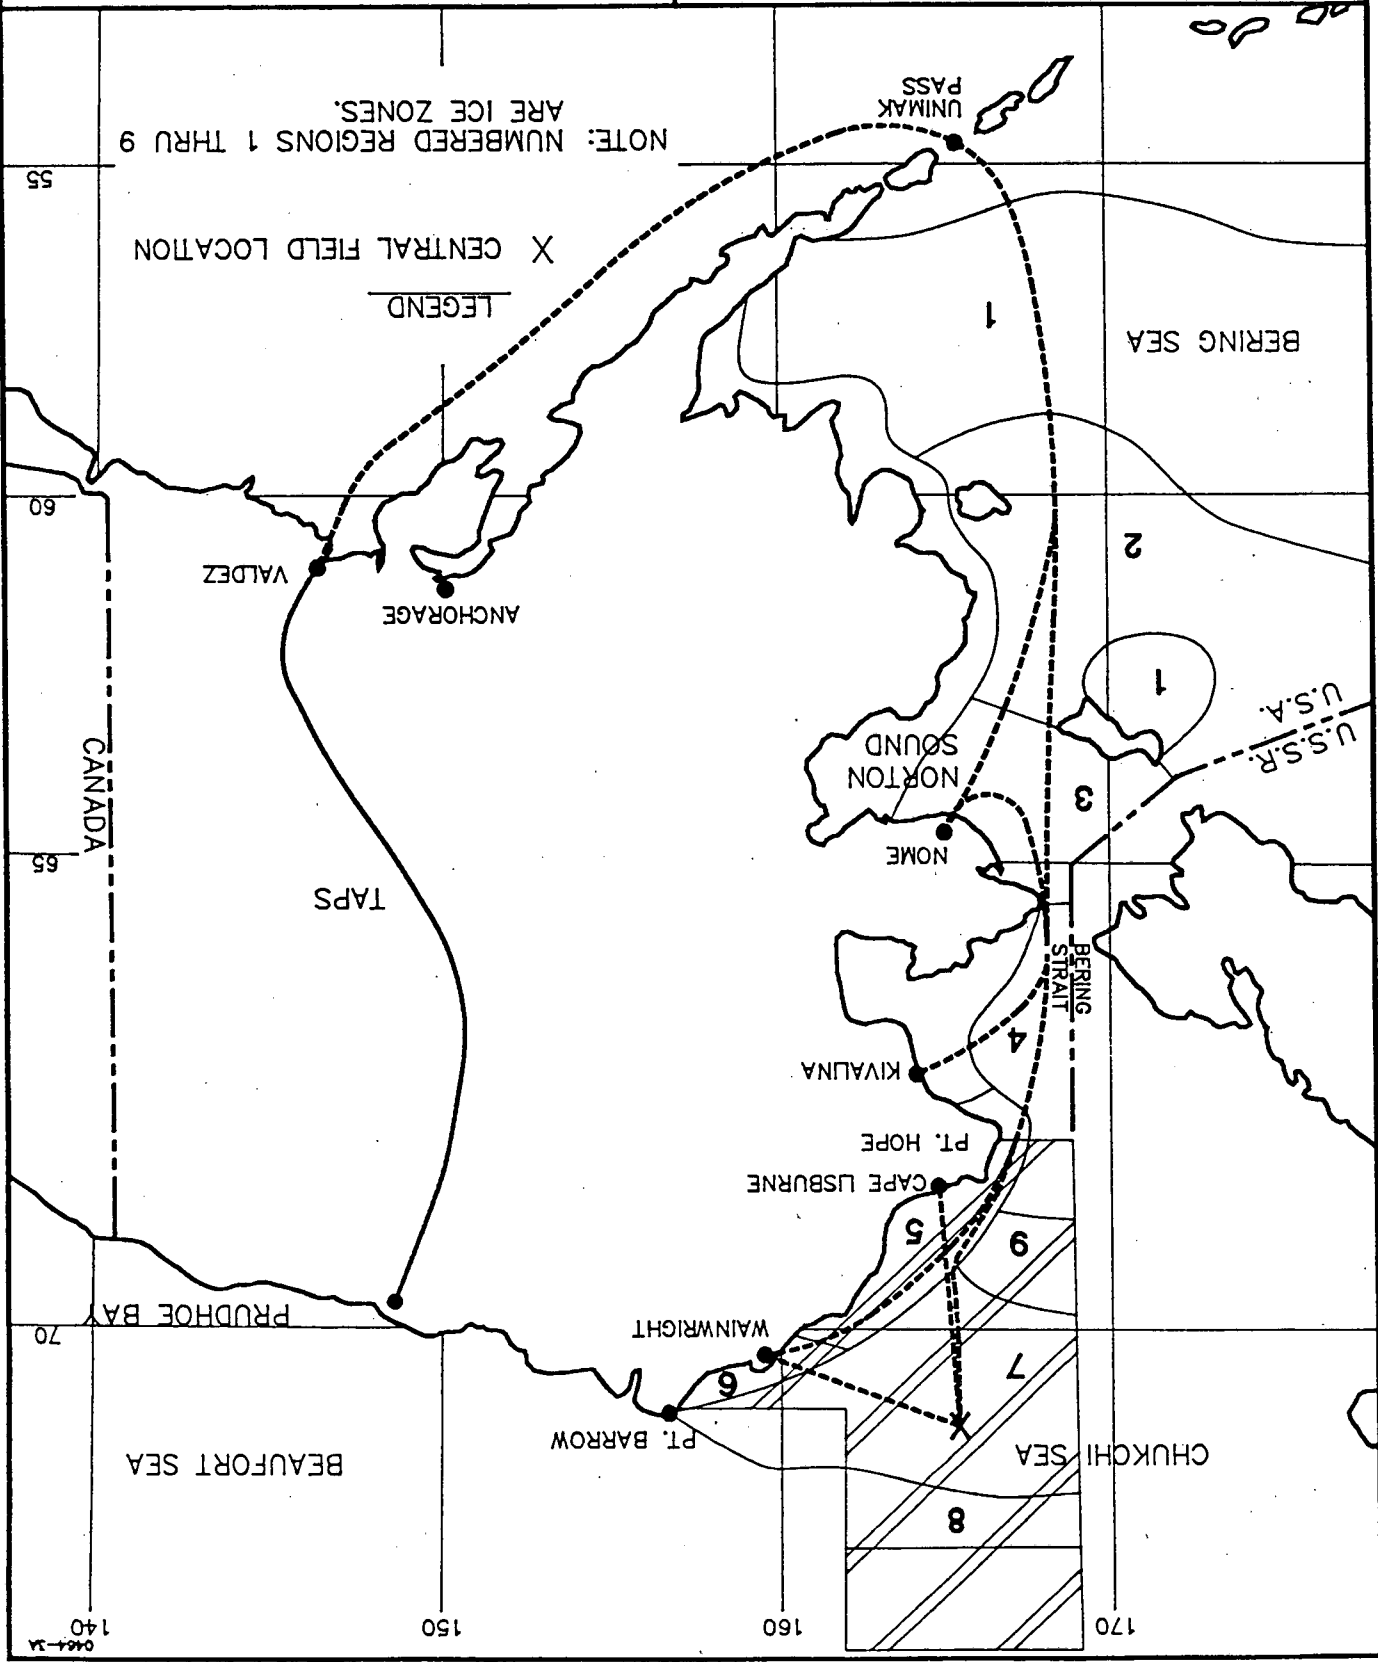 170
160
150
140
8
CHUKCHI SEA
PT. BARROW
BEAUFORT SEA
9
7
WAINWRIGHT
70
PRUDHOE BAY
6
5
CAPE LISBURNE
PT. HOPE
KIVALINA
4
BERING
STRAIT
TAPS
65
NOME
CANADA
3
NORTON
SOUND
U.S.S.R.
U.S.A.
1
ANCHORAGE
VALDEZ
2
60
BERING SEA
1
LEGEND
X CENTRAL FIELD LOCATION
55
NOTE: NUMBERED REGIONS 1 THRU 9
ARE ICE ZONES.
UNIMAK
PASS